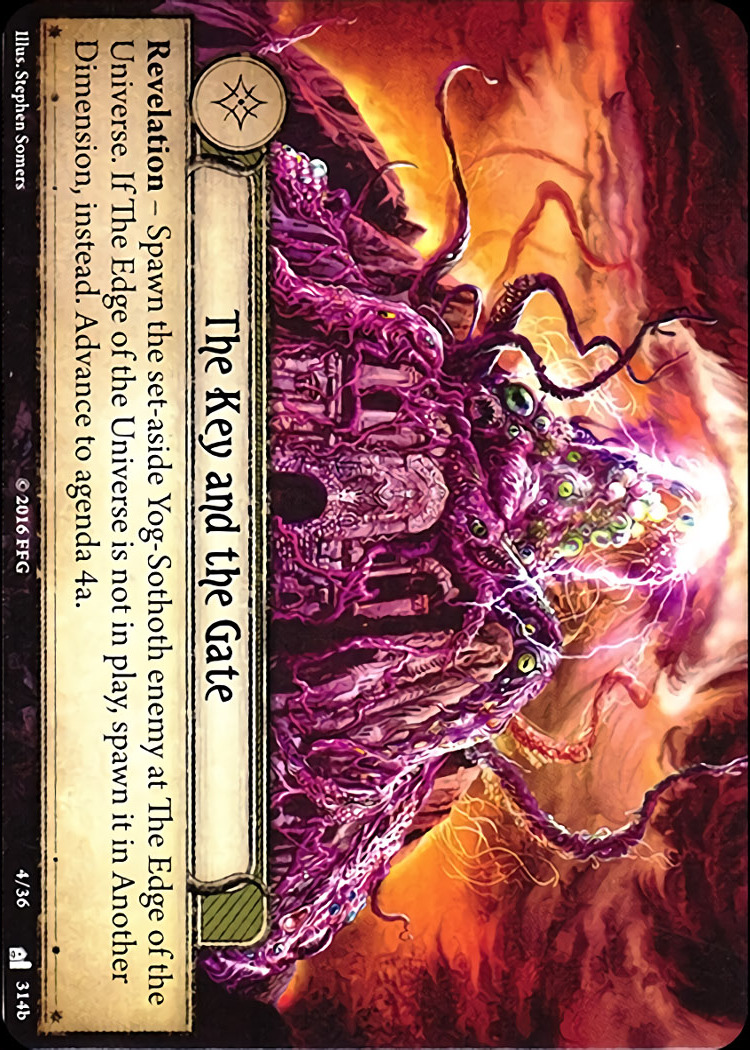 The Key and the Gate
Revelation – Spawn the set-aside Yog-Sothoth enemy at The Edge of the
Universe. If The Edge of the Universe is not in play, spawn it in Another
Dimension, instead. Advance to agenda 4a.
Illus. Stephen Somers © 2016 FFG 4/36 314b